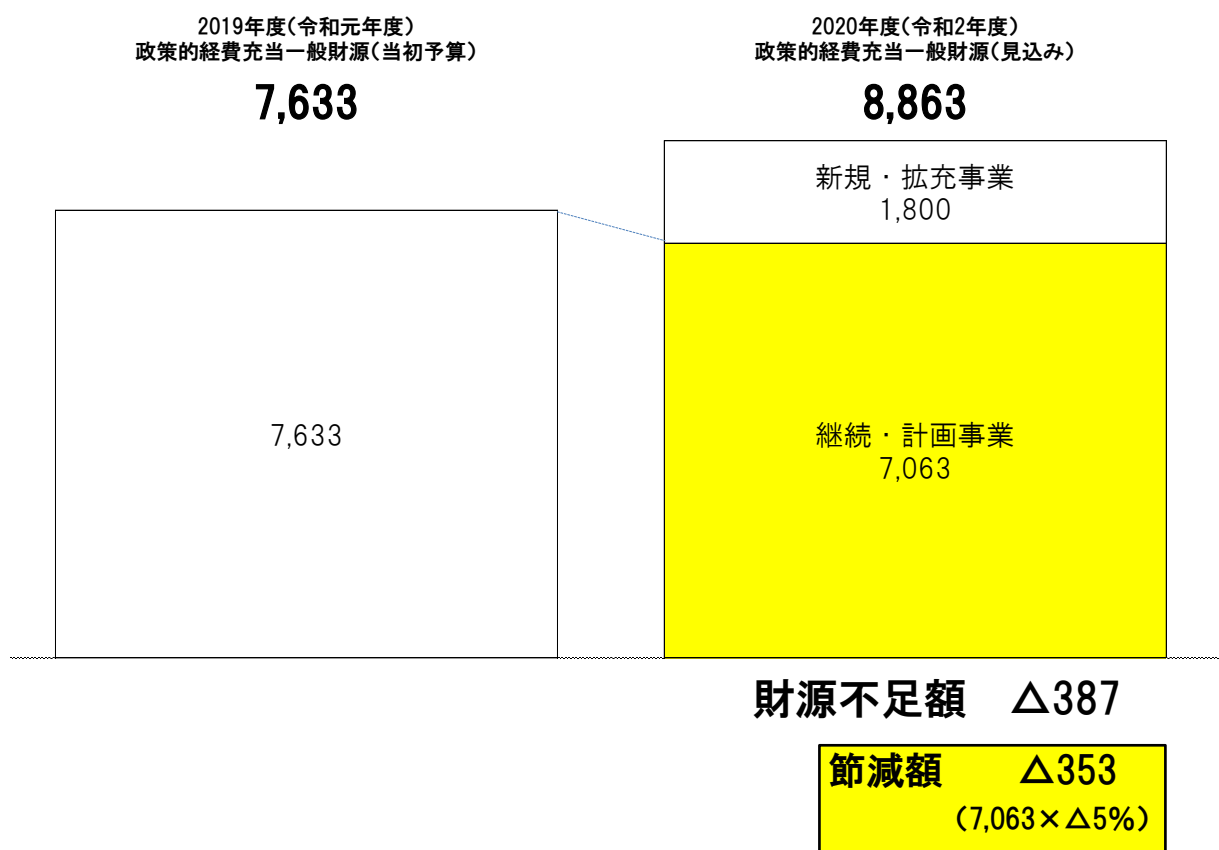 2019年度(令和元年度)
政策的経費充当一般財源(当初予算)
7,633
2020年度(令和2年度)
政策的経費充当一般財源(見込み)
8,863
新規・拡充事業
1,800
7,633
継続・計画事業
7,063
財源不足額 △387
節減額 △353
(7,063×△5%)